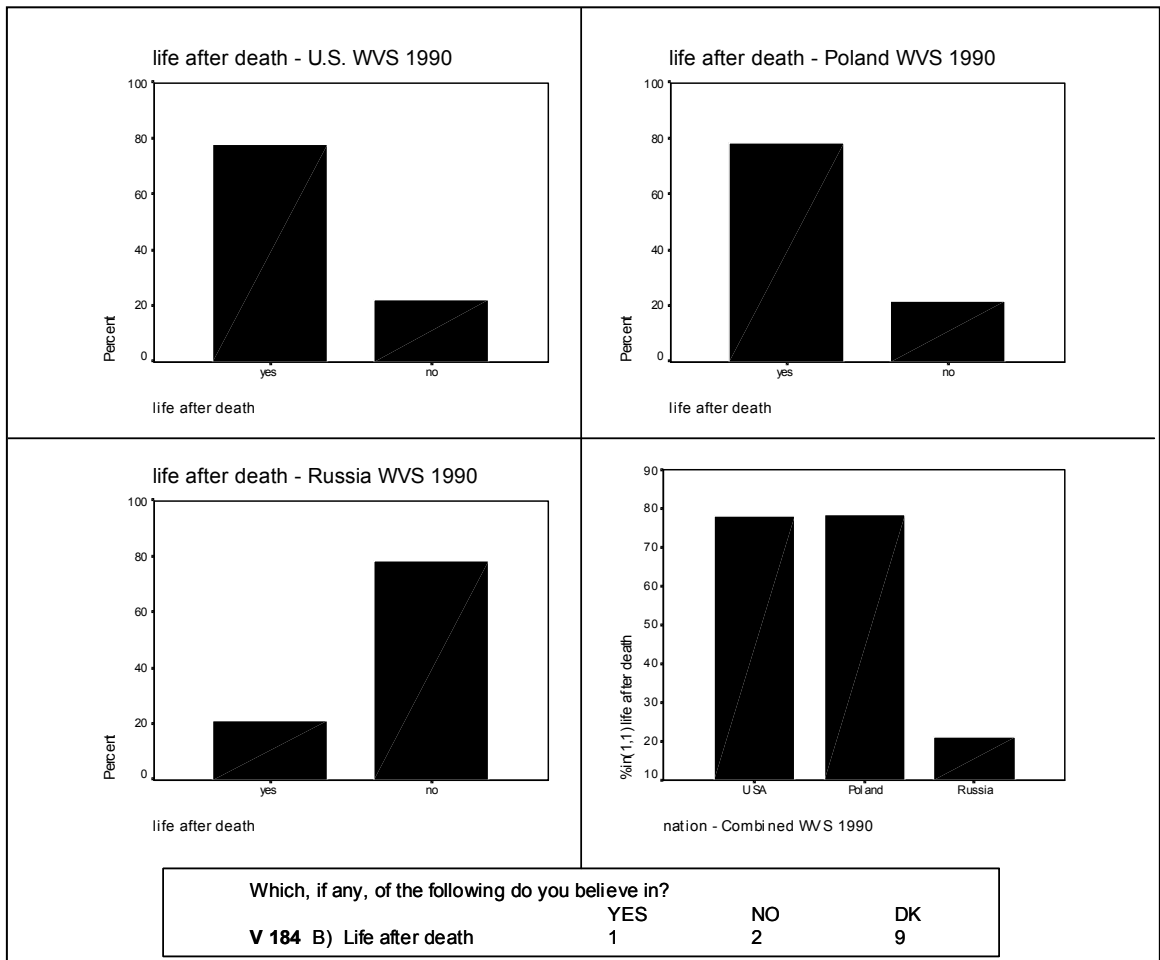 life after death - U.S. WVS 1990
100
80
60
40
20
0
Percent
yes no
life after death
life after death - Poland WVS 1990
100
80
60
40
20
0
Percent
yes no
life after death
life after death - Russia WVS 1990
100
80
60
40
20
0
Percent
yes no
life after death
90
80
70
60
50
40
30
20
10
%in(1,1) life after death
USA Poland Russia
nation - Combined WVS 1990
Which, if any, of the following do you believe in?
YES NO DK
V 184 B) Life after death 1 2 9